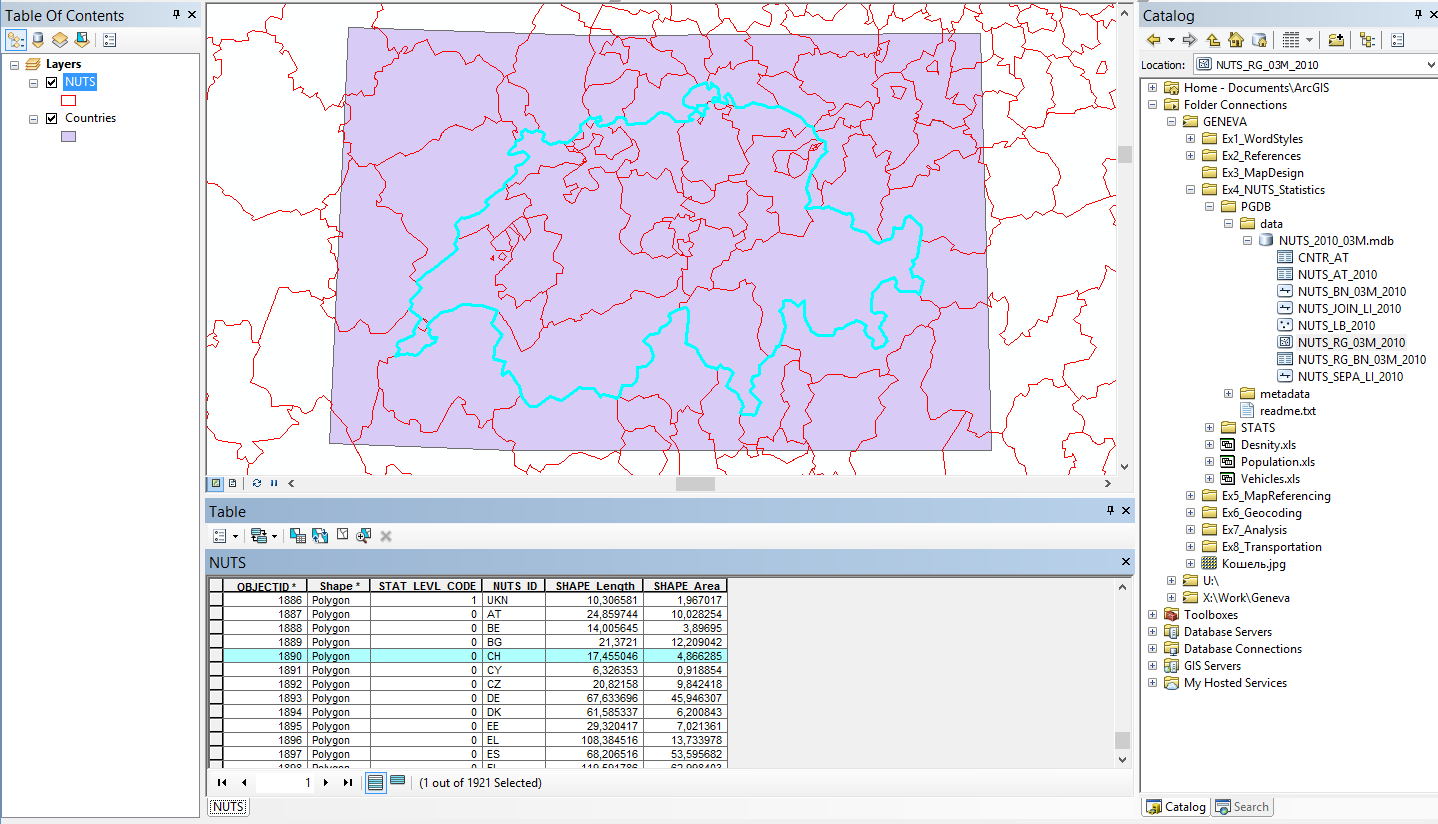 Table Of Contents
Layers
NUTS
Countries
Table
NUTS
OBJECTID * Shape * STAT_LEVL_CODE NUTS_ID SHAPE_Length SHAPE_Area
1886 Polygon 1 UKN 10,306581 1,967017
1887 Polygon 0 AT 24,859744 10,028254
1888 Polygon 0 BE 14,005645 3,89695
1889 Polygon 0 BG 21,3721 12,209042
1890 Polygon 0 CH 17,455046 4,866285
1891 Polygon 0 CY 6,326353 0,918854
1892 Polygon 0 CZ 20,82158 9,842418
1893 Polygon 0 DE 67,633696 45,946307
1894 Polygon 0 DK 61,585337 6,200843
1895 Polygon 0 EE 29,320417 7,021361
1896 Polygon 0 EL 108,384516 13,733978
1897 Polygon 0 ES 68,206516 53,595682
1 (1 out of 1921 Selected)
NUTS
Catalog
Location: NUTS_RG_03M_2010
Home - Documents\ArcGIS
Folder Connections
GENEVA
Ex1_WordStyles
Ex2_References
Ex3_MapDesign
Ex4_NUTS_Statistics
PGDB
data
NUTS_2010_03M.mdb
CNTR_AT
NUTS_AT_2010
NUTS_BN_03M_2010
NUTS_JOIN_LI_2010
NUTS_LB_2010
NUTS_RG_03M_2010
NUTS_RG_BN_03M_2010
NUTS_SEPA_LI_2010
metadata
readme.txt
STATS
Desnity.xls
Population.xls
Vehicles.xls
Ex5_MapReferencing
Ex6_Geocoding
Ex7_Analysis
Ex8_Transportation
Кошель.jpg
U:\
X:\Work\Geneva
Toolboxes
Database Servers
Database Connections
GIS Servers
My Hosted Services
Catalog Search